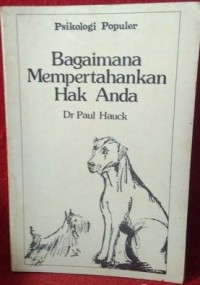 Psikologi Populer
Bagaimana
Mempertahankan
Hak Anda
Dr Paul Hauck